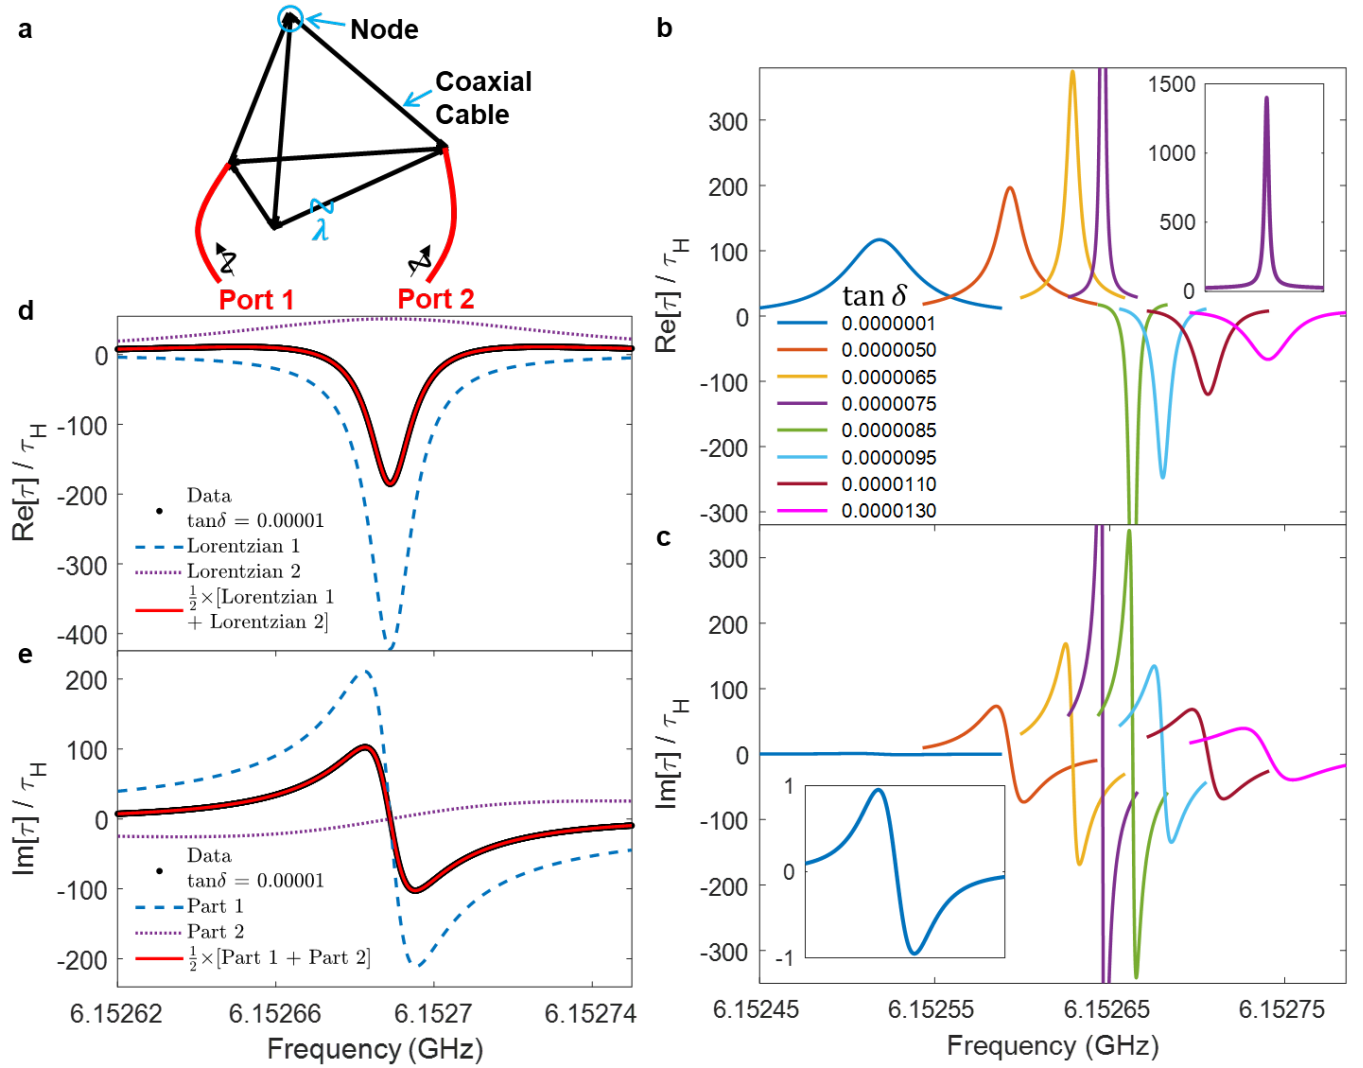 a
Node
Coaxial
Cable
λ
Port 1
Port 2
b
Re[τ] / τH
300
200
100
0
-100
-200
-300
1500
1000
500
0
tan δ
0.0000001
0.0000050
0.0000065
0.0000075
0.0000085
0.0000095
0.0000110
0.0000130
c
Im[τ] / τH
300
200
100
0
-100
-200
-300
1
0
-1
6.15245
6.15255
6.15265
6.15275
Frequency (GHz)
d
Re[τ] / τH
0
-100
-200
-300
-400
Data
tanδ = 0.00001
Lorentzian 1
Lorentzian 2
½×[Lorentzian 1
+ Lorentzian 2]
e
Im[τ] / τH
200
100
0
-100
-200
Data
tanδ = 0.00001
Part 1
Part 2
½×[Part 1 + Part 2]
6.15262
6.15266
6.1527
6.15274
Frequency (GHz)